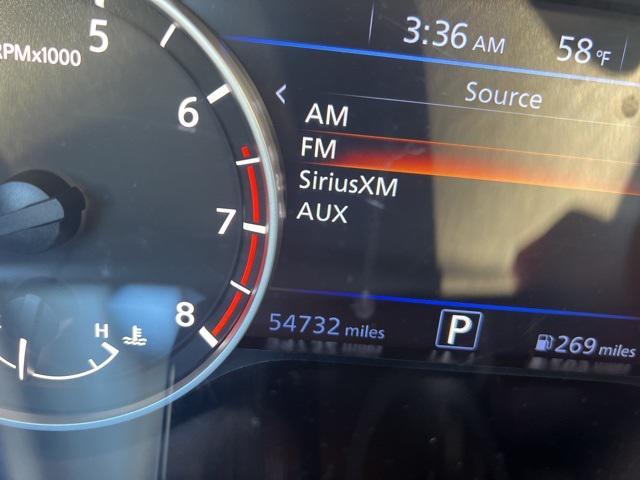 RPMx1000
5
6
7
8
H
3:36 AM 58°F
Source
AM
FM
SiriusXM
AUX
54732 miles P 269 miles